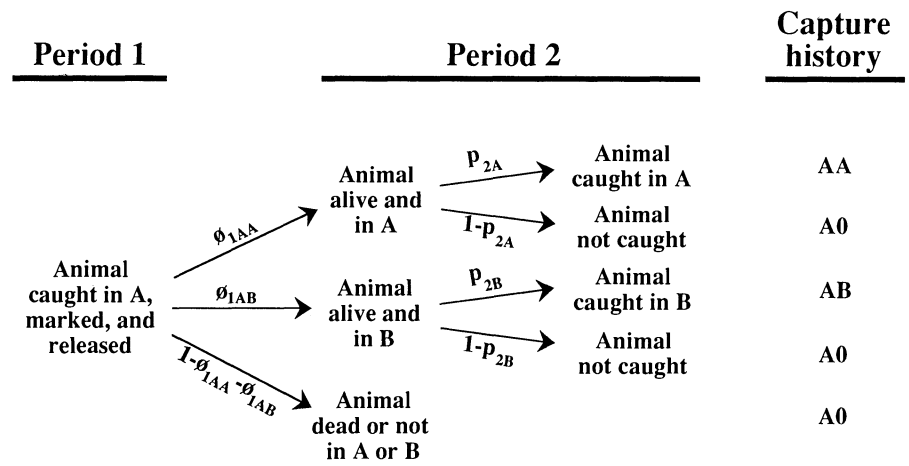 Period 1
Period 2
Capture
history
Animal
caught in A,
marked, and
released
ø1AA
ø1AB
1-ø1AA -ø1AB
Animal
alive and
in A
Animal
alive and
in B
Animal
dead or not
in A or B
p2A
1-p2A
p2B
1-p2B
Animal
caught in A
Animal
not caught
Animal
caught in B
Animal
not caught
AA
A0
AB
A0
A0